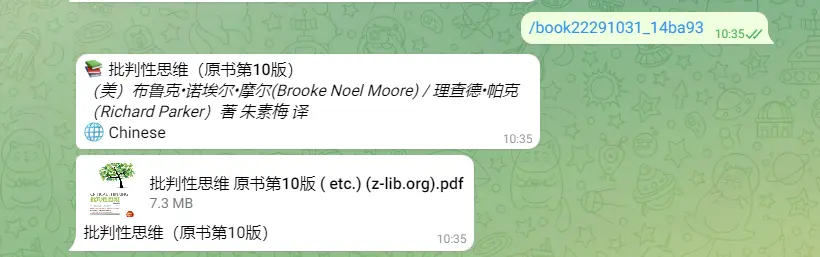 /book22291031_14ba93
10:35
批判性思维（原书第10版）
（美）布鲁克•诺埃尔•摩尔(Brooke Noel Moore) / 理查德•帕克
（Richard Parker）著 朱素梅 译
Chinese
10:35
批判性思维 原书第10版 ( etc.) (z-lib.org).pdf
7.3 MB
批判性思维（原书第10版）
10:35